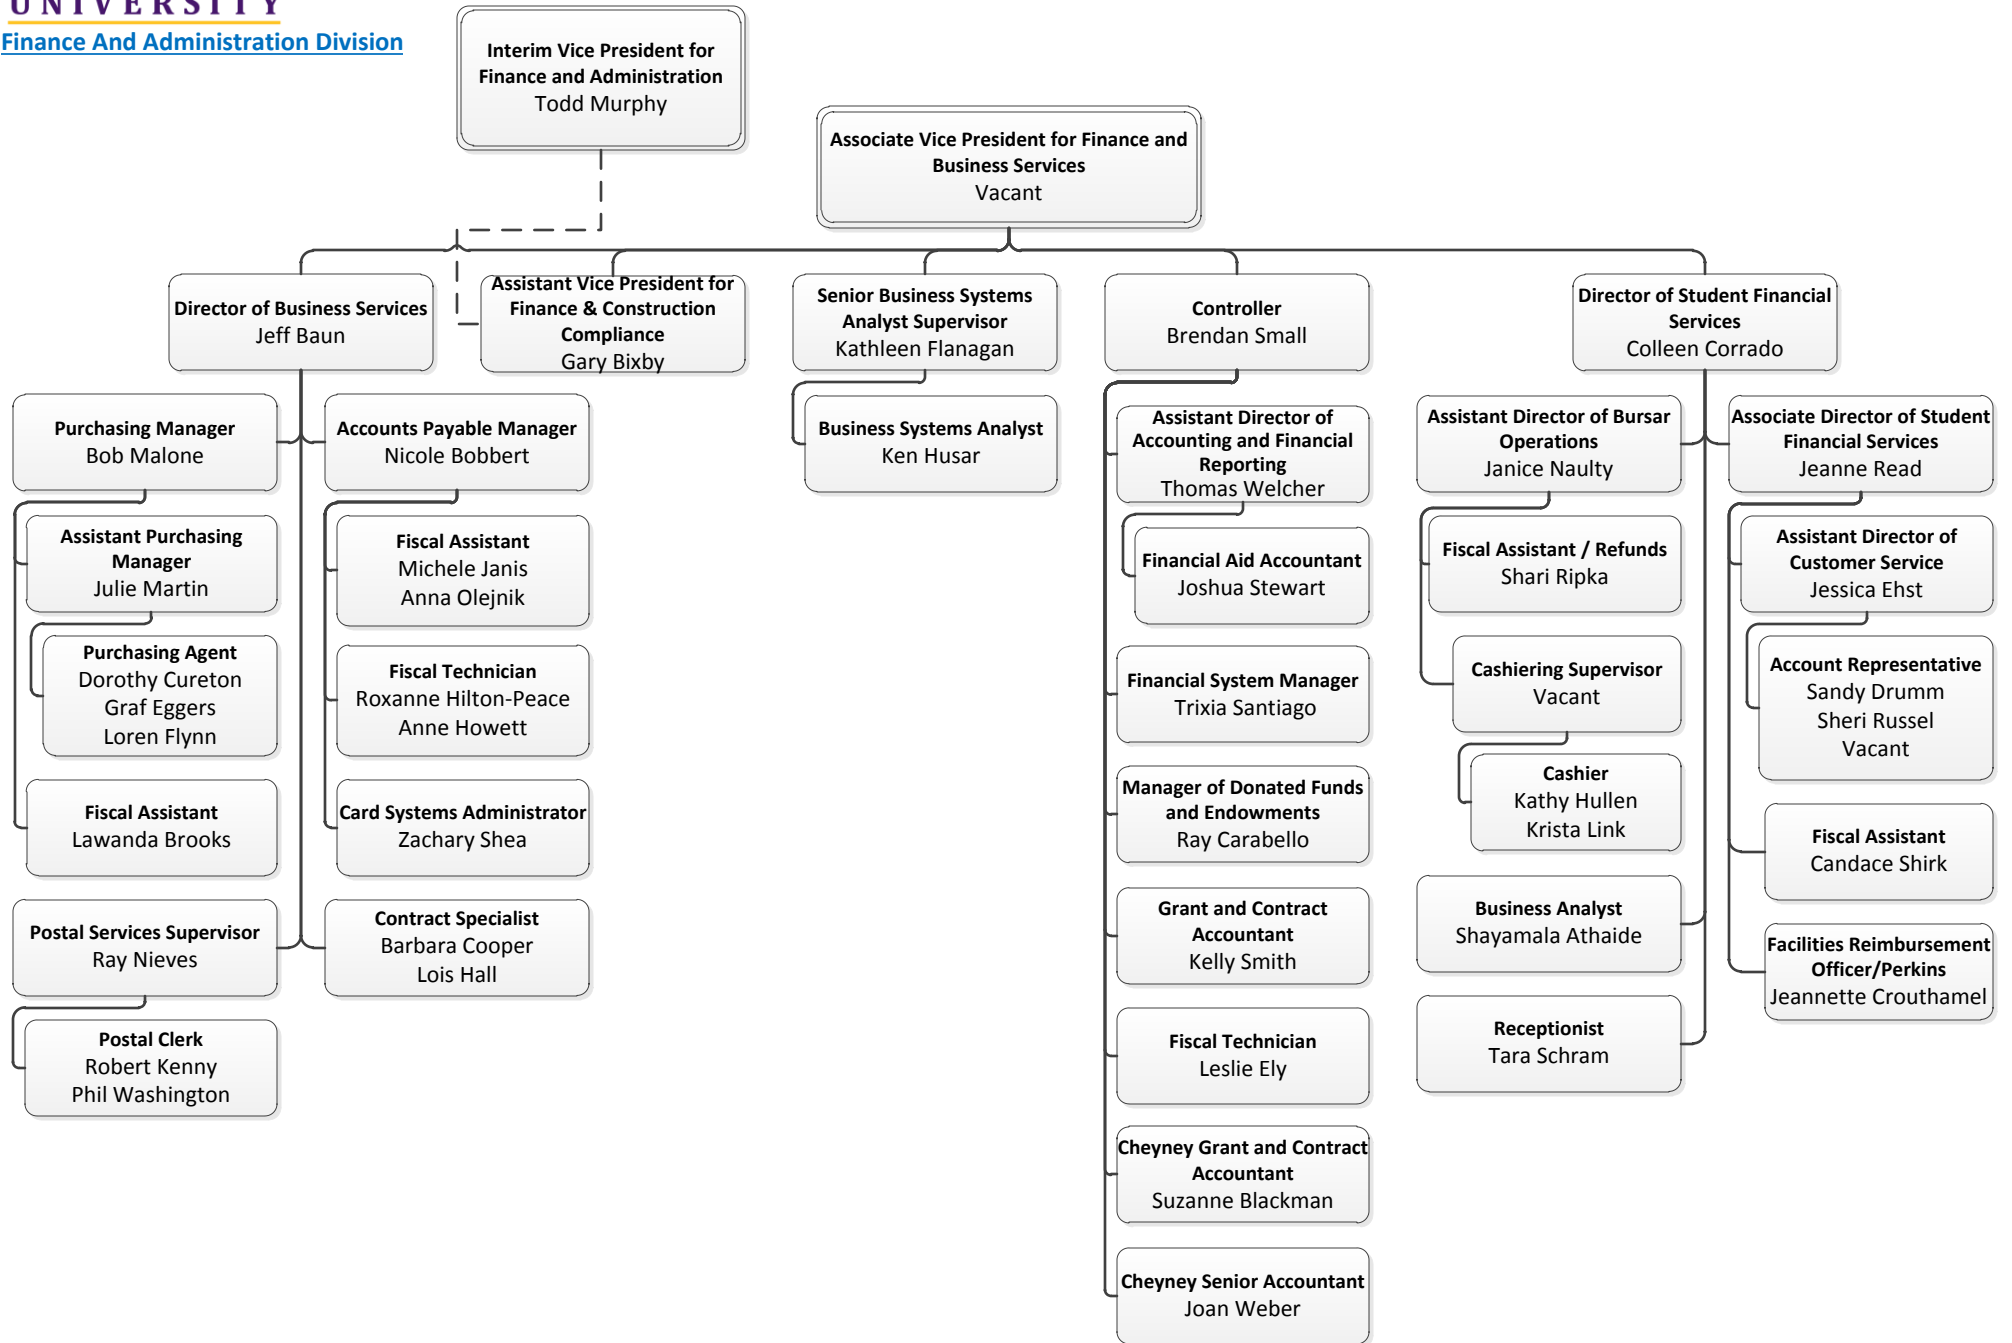 UNIVERSITY
Finance And Administration Division
Interim Vice President for
Finance and Administration
Todd Murphy
Associate Vice President for Finance and
Business Services
Vacant
Director of Business Services
Jeff Baun
Assistant Vice President for
Finance & Construction
Compliance
Gary Bixby
Senior Business Systems
Analyst Supervisor
Kathleen Flanagan
Controller
Brendan Small
Director of Student Financial
Services
Colleen Corrado
Purchasing Manager
Bob Malone
Assistant Purchasing
Manager
Julie Martin
Purchasing Agent
Dorothy Cureton
Graf Eggers
Loren Flynn
Fiscal Assistant
Lawanda Brooks
Postal Services Supervisor
Ray Nieves
Postal Clerk
Robert Kenny
Phil Washington
Accounts Payable Manager
Nicole Bobbert
Fiscal Assistant
Michele Janis
Anna Olejnik
Fiscal Technician
Roxanne Hilton-Peace
Anne Howett
Card Systems Administrator
Zachary Shea
Contract Specialist
Barbara Cooper
Lois Hall
Business Systems Analyst
Ken Husar
Assistant Director of
Accounting and Financial
Reporting
Thomas Welcher
Financial Aid Accountant
Joshua Stewart
Financial System Manager
Trixia Santiago
Manager of Donated Funds
and Endowments
Ray Carabello
Grant and Contract
Accountant
Kelly Smith
Fiscal Technician
Leslie Ely
Cheyney Grant and Contract
Accountant
Suzanne Blackman
Cheyney Senior Accountant
Joan Weber
Assistant Director of Bursar
Operations
Janice Naulty
Fiscal Assistant / Refunds
Shari Ripka
Cashiering Supervisor
Vacant
Cashier
Kathy Hullen
Krista Link
Business Analyst
Shayamala Athaide
Receptionist
Tara Schram
Associate Director of Student
Financial Services
Jeanne Read
Assistant Director of
Customer Service
Jessica Ehst
Account Representative
Sandy Drumm
Sheri Russel
Vacant
Fiscal Assistant
Candace Shirk
Facilities Reimbursement
Officer/Perkins
Jeannette Crouthamel